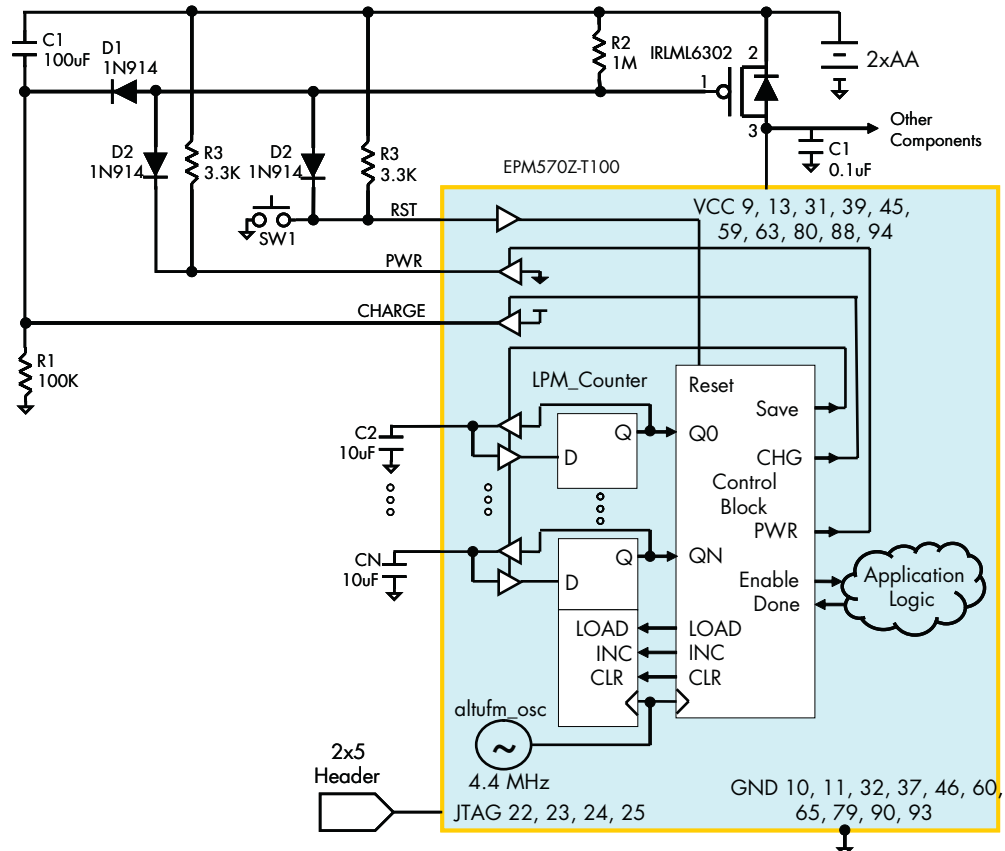 C1
100uF
D1
1N914
R2
1M
IRLML6302
2
1
3
2xAA
Other
Components
C1
0.1uF
D2
1N914
R3
3.3K
D2
1N914
R3
3.3K
EPM570Z-T100
VCC 9, 13, 31, 39, 45,
59, 63, 80, 88, 94
SW1
RST
PWR
CHARGE
R1
100K
LPM_Counter
Reset
Save
C2
10uF
Q
D
Q0
CHG
Control
Block
PWR
CN
10uF
Q
D
QN
Enable
Done
Application
Logic
LOAD
INC
CLR
LOAD
INC
CLR
altufm_osc
~
4.4 MHz
2x5
Header
JTAG 22, 23, 24, 25
GND 10, 11, 32, 37, 46, 60,
65, 79, 90, 93